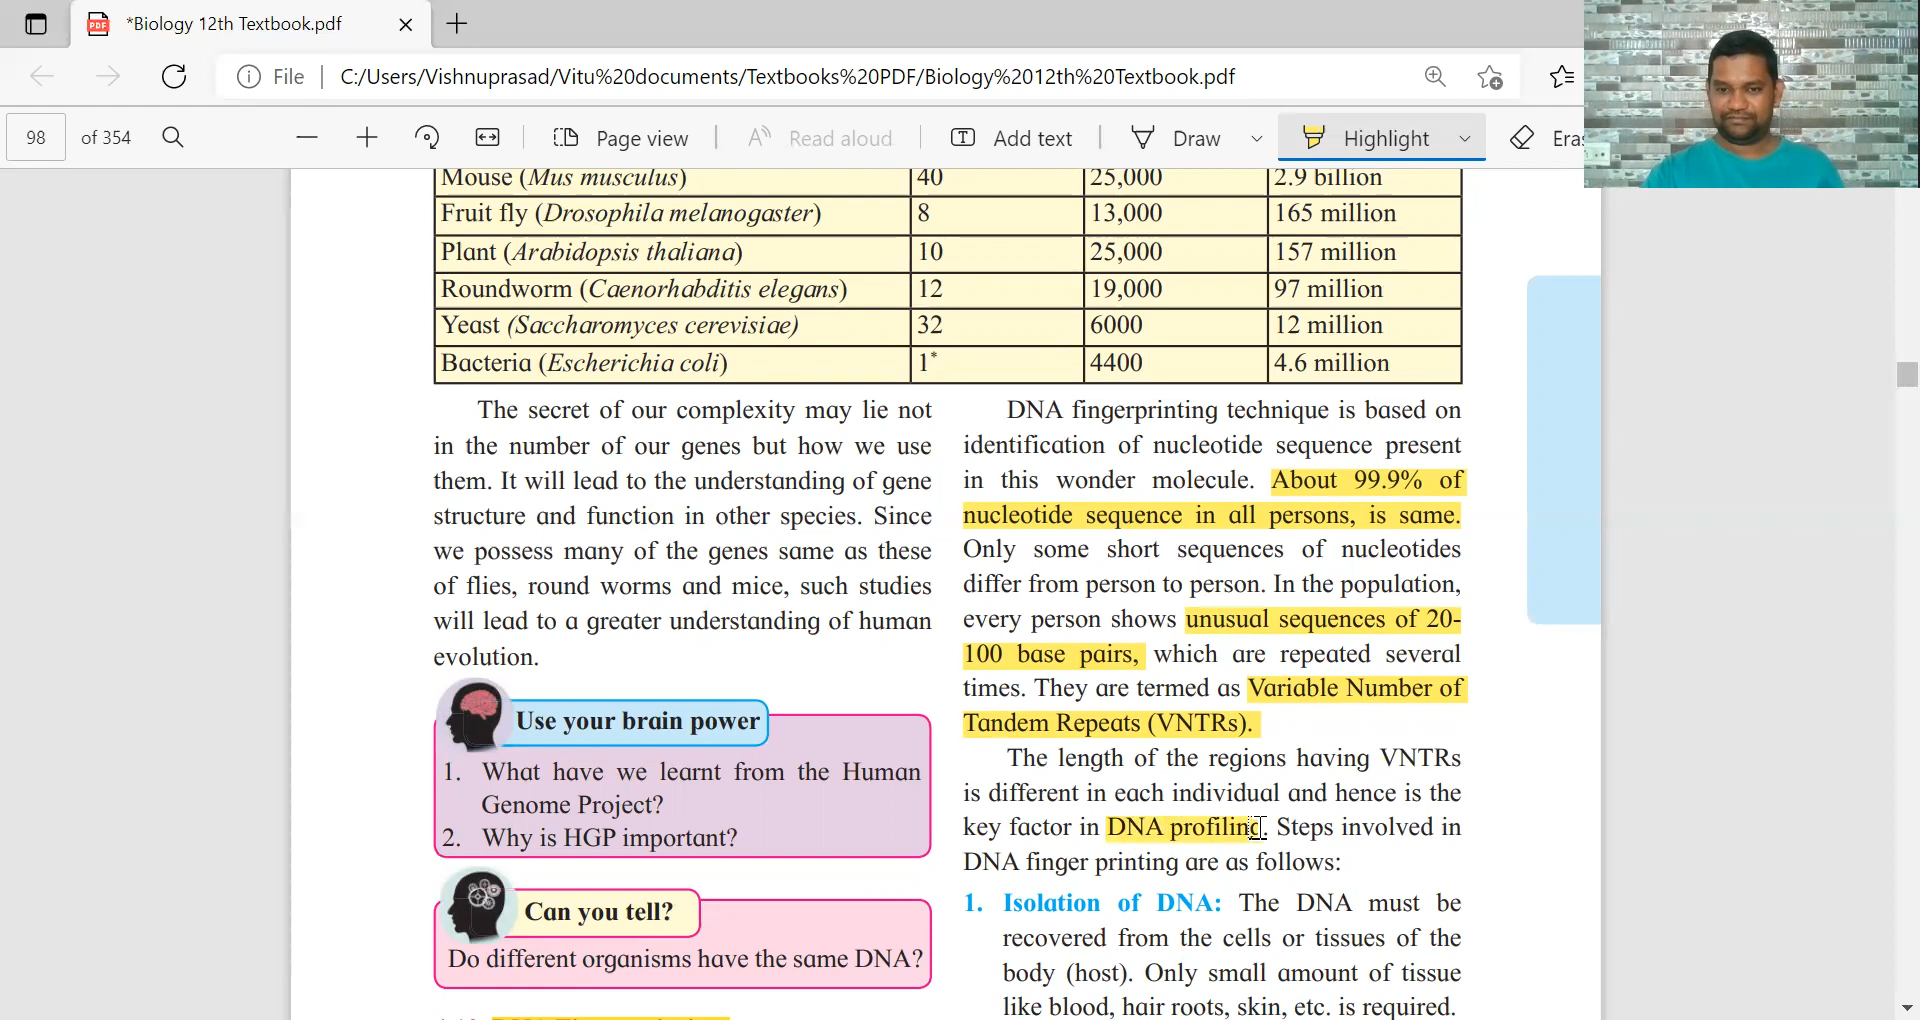 *Biology 12th Textbook.pdf
File
C:/Users/Vishnuprasad/Vitu%20documents/Textbooks%20PDF/Biology%2012th%20Textbook.pdf
98 of 354 Page view Read aloud Add text Draw Highlight
Mouse (Mus musculus) 40 25,000 2.9 billion
Fruit fly (Drosophila melanogaster) 8 13,000 165 million
Plant (Arabidopsis thaliana) 10 25,000 157 million
Roundworm (Caenorhabditis elegans) 12 19,000 97 million
Yeast (Saccharomyces cerevisiae) 32 6000 12 million
Bacteria (Escherichia coli) 1* 4400 4.6 million
The secret of our complexity may lie not
in the number of our genes but how we use
them. It will lead to the understanding of gene
structure and function in other species. Since
we possess many of the genes same as these
of flies, round worms and mice, such studies
will lead to a greater understanding of human
evolution.
Use your brain power
1. What have we learnt from the Human
Genome Project?
2. Why is HGP important?
Can you tell?
Do different organisms have the same DNA?
DNA fingerprinting technique is based on
identification of nucleotide sequence present
in this wonder molecule. About 99.9% of
nucleotide sequence in all persons, is same.
Only some short sequences of nucleotides
differ from person to person. In the population,
every person shows unusual sequences of 20-
100 base pairs, which are repeated several
times. They are termed as Variable Number of
Tandem Repeats (VNTRs).
The length of the regions having VNTRs
is different in each individual and hence is the
key factor in DNA profiling. Steps involved in
DNA finger printing are as follows:
1. Isolation of DNA: The DNA must be
recovered from the cells or tissues of the
body (host). Only small amount of tissue
like blood, hair roots, skin, etc. is required.